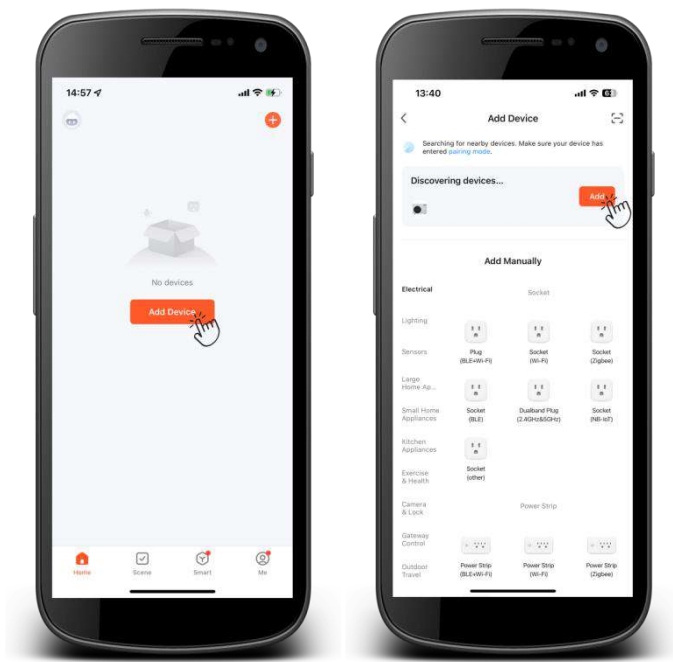 14:57
No devices
Add Device
Home
Scene
Smart
Me
13:40
Add Device
Searching for nearby devices. Make sure your device has
entered pairing mode.
Discovering devices...
Add
Add Manually
Electrical
Socket
Lighting
Plug
(BLE+Wi-Fi)
Socket
(Wi-Fi)
Socket
(Zigbee)
Sensors
Large
Home Ap...
Socket
(BLE)
Dualband Plug
(2.4GHz&5GHz)
Socket
(NB-IoT)
Small Home
Appliances
Kitchen
Appliances
Socket
(other)
Exercise
& Health
Camera
& Lock
Power Strip
Gateway
Control
Power Strip
(BLE+Wi-Fi)
Power Strip
(Wi-Fi)
Power Strip
(Zigbee)
Outdoor
Travel